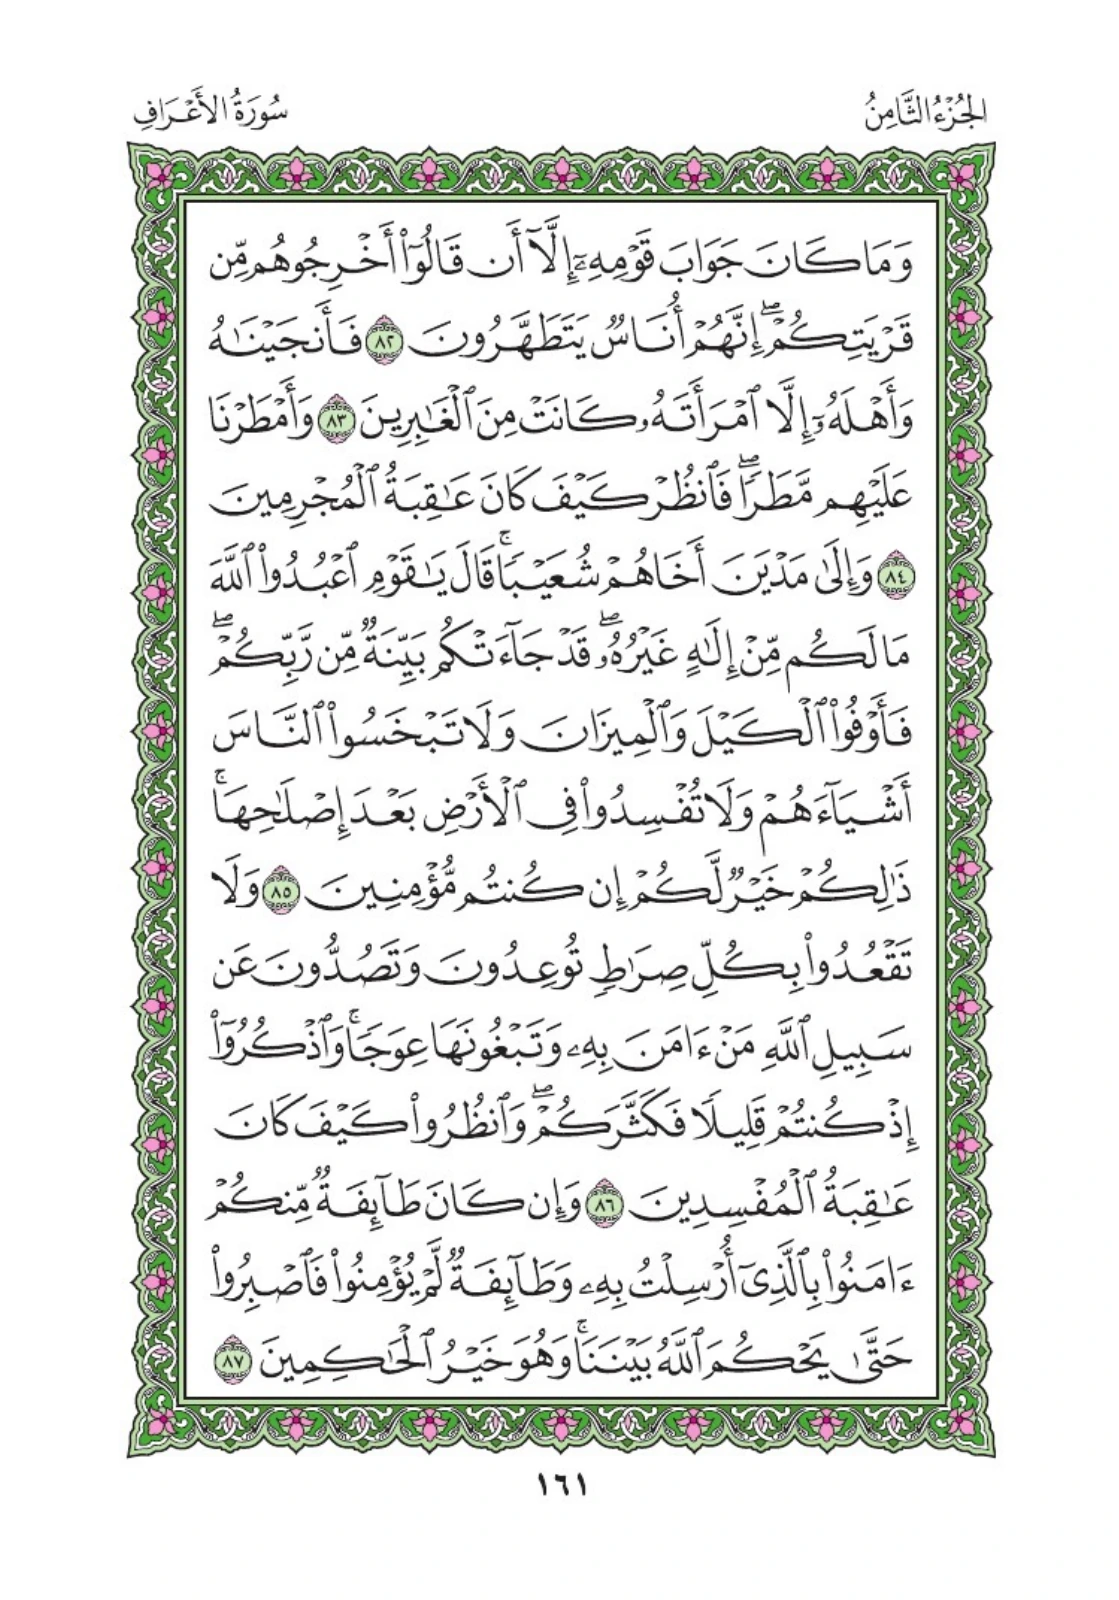 الجُزْءُ الثَّامِنُ
سُورَةُ الأَعْرَافِ
وَمَا كَانَ جَوَابَ قَوْمِهِۦٓ إِلَّآ أَن قَالُوٓا۟ أَخْرِجُوهُم مِّن
قَرْيَتِكُمْ ۖ إِنَّهُمْ أُنَاسٌ يَتَطَهَّرُونَ ٨٢ فَأَنجَيْنَـٰهُ
وَأَهْلَهُۥٓ إِلَّا ٱمْرَأَتَهُۥ كَانَتْ مِنَ ٱلْغَـٰبِرِينَ ٨٣ وَأَمْطَرْنَا
عَلَيْهِم مَّطَرًا ۖ فَٱنظُرْ كَيْفَ كَانَ عَـٰقِبَةُ ٱلْمُجْرِمِينَ
٨٤ وَإِلَىٰ مَدْيَنَ أَخَاهُمْ شُعَيْبًا ۗ قَالَ يَـٰقَوْمِ ٱعْبُدُوا۟ ٱللَّهَ
مَا لَكُم مِّنْ إِلَـٰهٍ غَيْرُهُۥ ۖ قَدْ جَآءَتْكُم بَيِّنَةٌ مِّن رَّبِّكُمْ ۖ
فَأَوْفُوا۟ ٱلْكَيْلَ وَٱلْمِيزَانَ وَلَا تَبْخَسُوا۟ ٱلنَّاسَ
أَشْيَآءَهُمْ وَلَا تُفْسِدُوا۟ فِى ٱلْأَرْضِ بَعْدَ إِصْلَـٰحِهَا ۚ
ذَٰلِكُمْ خَيْرٌ لَّكُمْ إِن كُنتُم مُّؤْمِنِينَ ٨٥ وَلَا
تَقْعُدُوا۟ بِكُلِّ صِرَٰطٍ تُوعِدُونَ وَتَصُدُّونَ عَن
سَبِيلِ ٱللَّهِ مَنْ ءَامَنَ بِهِۦ وَتَبْغُونَهَا عِوَجًا ۚ وَٱذْكُرُوٓا۟
إِذْ كُنتُمْ قَلِيلًا فَكَثَّرَكُمْ ۖ وَٱنظُرُوا۟ كَيْفَ كَانَ
عَـٰقِبَةُ ٱلْمُفْسِدِينَ ٨٦ وَإِن كَانَ طَآئِفَةٌ مِّنكُمْ
ءَامَنُوا۟ بِٱلَّذِىٓ أُرْسِلْتُ بِهِۦ وَطَآئِفَةٌ لَّمْ يُؤْمِنُوا۟ فَٱصْبِرُوا۟
حَتَّىٰ يَحْكُمَ ٱللَّهُ بَيْنَنَا ۚ وَهُوَ خَيْرُ ٱلْحَـٰكِمِينَ ٨٧
١٦١